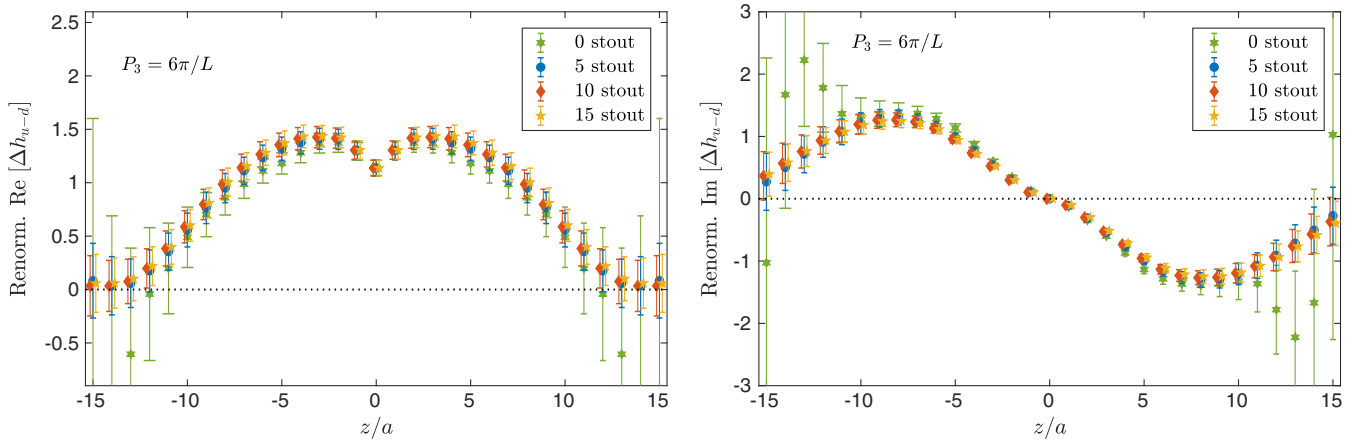 2.5
2
1.5
1
0.5
0
-0.5
-15
-10
-5
0
5
10
15
z/a
Renorm. Re [Δh_{u−d}]
P_3 = 6π/L
0 stout
5 stout
10 stout
15 stout
3
2
1
0
-1
-2
-3
-15
-10
-5
0
5
10
15
z/a
Renorm. Im [Δh_{u−d}]
P_3 = 6π/L
0 stout
5 stout
10 stout
15 stout